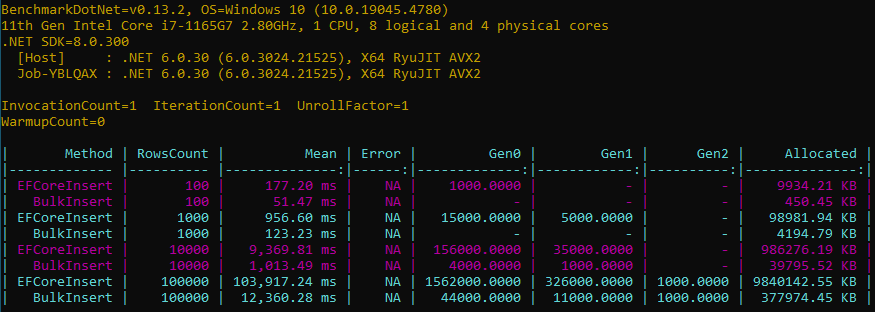 BenchmarkDotNet=v0.13.2, OS=Windows 10 (10.0.19045.4780)
11th Gen Intel Core i7-1165G7 2.80GHz, 1 CPU, 8 logical and 4 physical cores
.NET SDK=8.0.300
  [Host]     : .NET 6.0.30 (6.0.3024.21525), X64 RyuJIT AVX2
  Job-YBLQAX : .NET 6.0.30 (6.0.3024.21525), X64 RyuJIT AVX2
InvocationCount=1  IterationCount=1  UnrollFactor=1
WarmupCount=0
|       Method | RowsCount |          Mean | Error |         Gen0 |        Gen1 |      Gen2 |     Allocated |
|------------- |---------- |--------------:|------:|-------------:|------------:|----------:|--------------:|
| EFCoreInsert |       100 |     177.20 ms |    NA |    1000.0000 |           - |         - |    9934.21 KB |
|   BulkInsert |       100 |      51.47 ms |    NA |            - |           - |         - |     450.45 KB |
| EFCoreInsert |      1000 |     956.60 ms |    NA |   15000.0000 |   5000.0000 |         - |   98981.94 KB |
|   BulkInsert |      1000 |     123.23 ms |    NA |            - |           - |         - |    4194.79 KB |
| EFCoreInsert |     10000 |   9,369.81 ms |    NA |  156000.0000 |  35000.0000 |         - |  986276.19 KB |
|   BulkInsert |     10000 |   1,013.49 ms |    NA |    4000.0000 |   1000.0000 |         - |   39795.52 KB |
| EFCoreInsert |    100000 | 103,917.24 ms |    NA | 1562000.0000 | 326000.0000 | 1000.0000 | 9840142.55 KB |
|   BulkInsert |    100000 |  12,360.28 ms |    NA |   44000.0000 |  11000.0000 | 1000.0000 |  377974.45 KB |